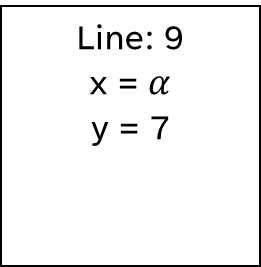 Line: 9
x = α
y = 7